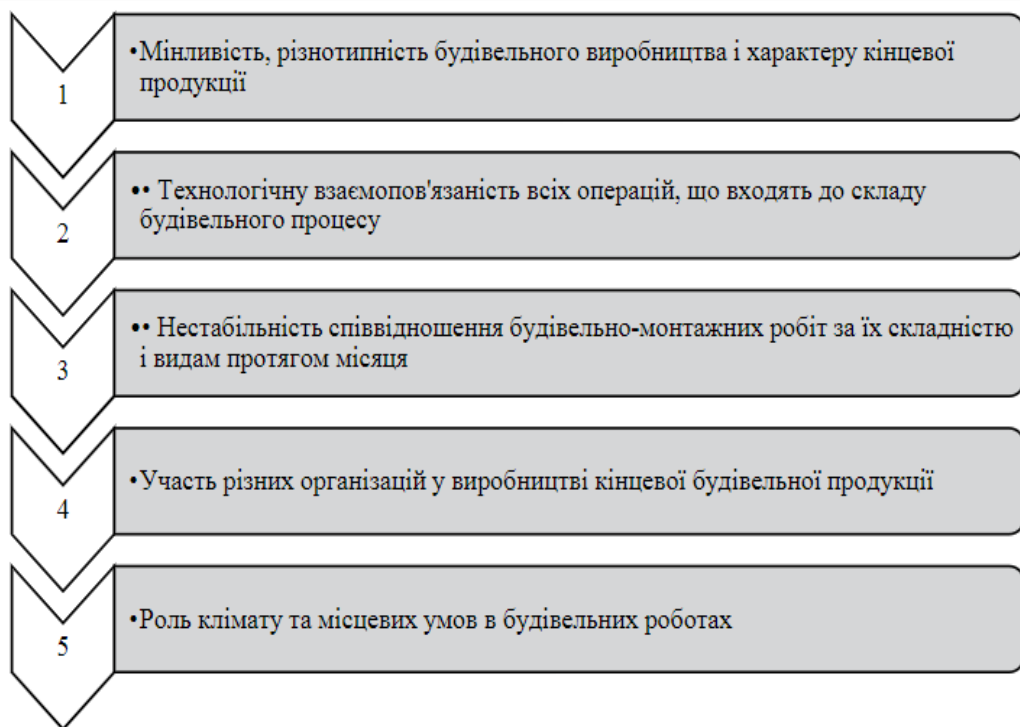 1
•Мінливість, різнотипність будівельного виробництва і характеру кінцевої
продукції
2
•• Технологічну взаємопов'язаність всіх операцій, що входять до складу
будівельного процесу
3
•• Нестабільність співвідношення будівельно-монтажних робіт за їх складністю
і видам протягом місяця
4
•Участь різних організацій у виробництві кінцевої будівельної продукції
5
•Роль клімату та місцевих умов в будівельних роботах